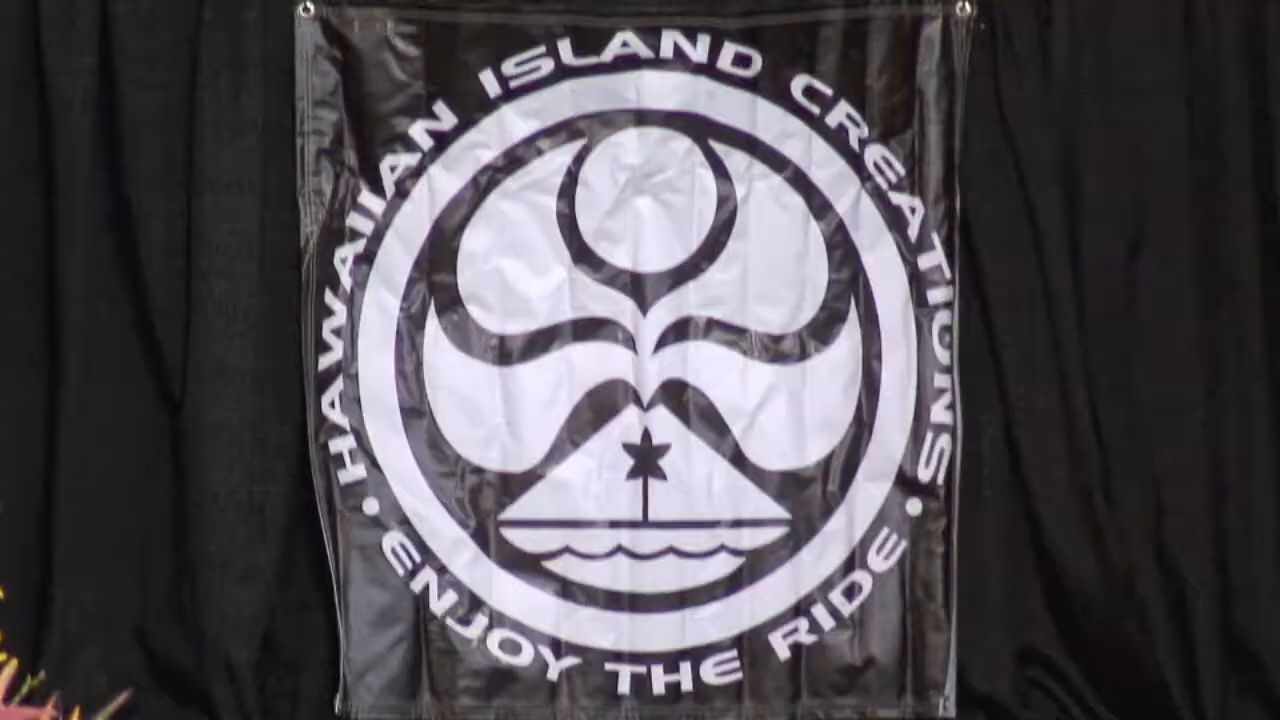 HAWAIIAN ISLAND CREATIONS
• ENJOY THE RIDE •